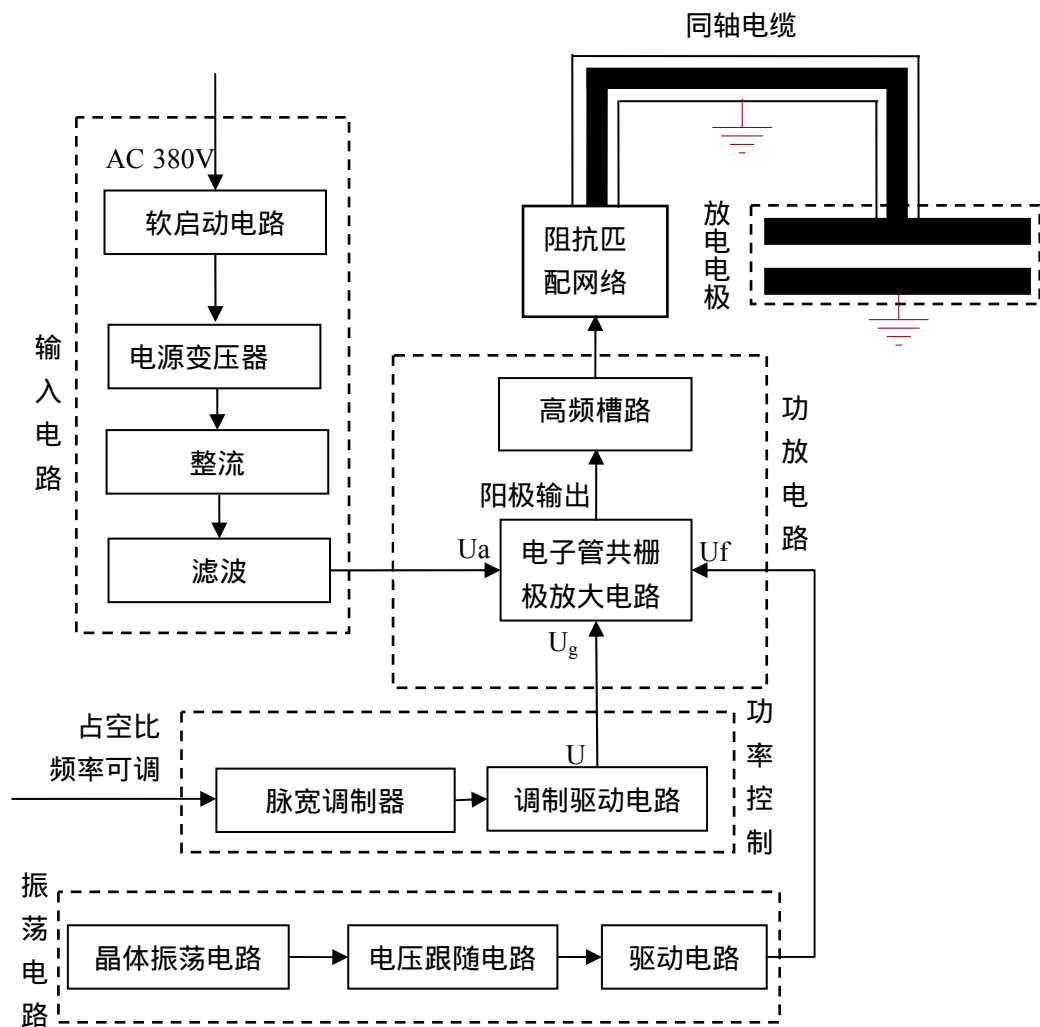 同轴电缆
AC 380V
软启动电路
电源变压器
整流
滤波
输入电路
阻抗匹
配网络
放电电极
高频槽路
阳极输出
Ua
电子管共栅
极放大电路
Uf
Ug
功放电路
占空比
频率可调
脉宽调制器
U
调制驱动电路
功率控制
振荡电路
晶体振荡电路
电压跟随电路
驱动电路